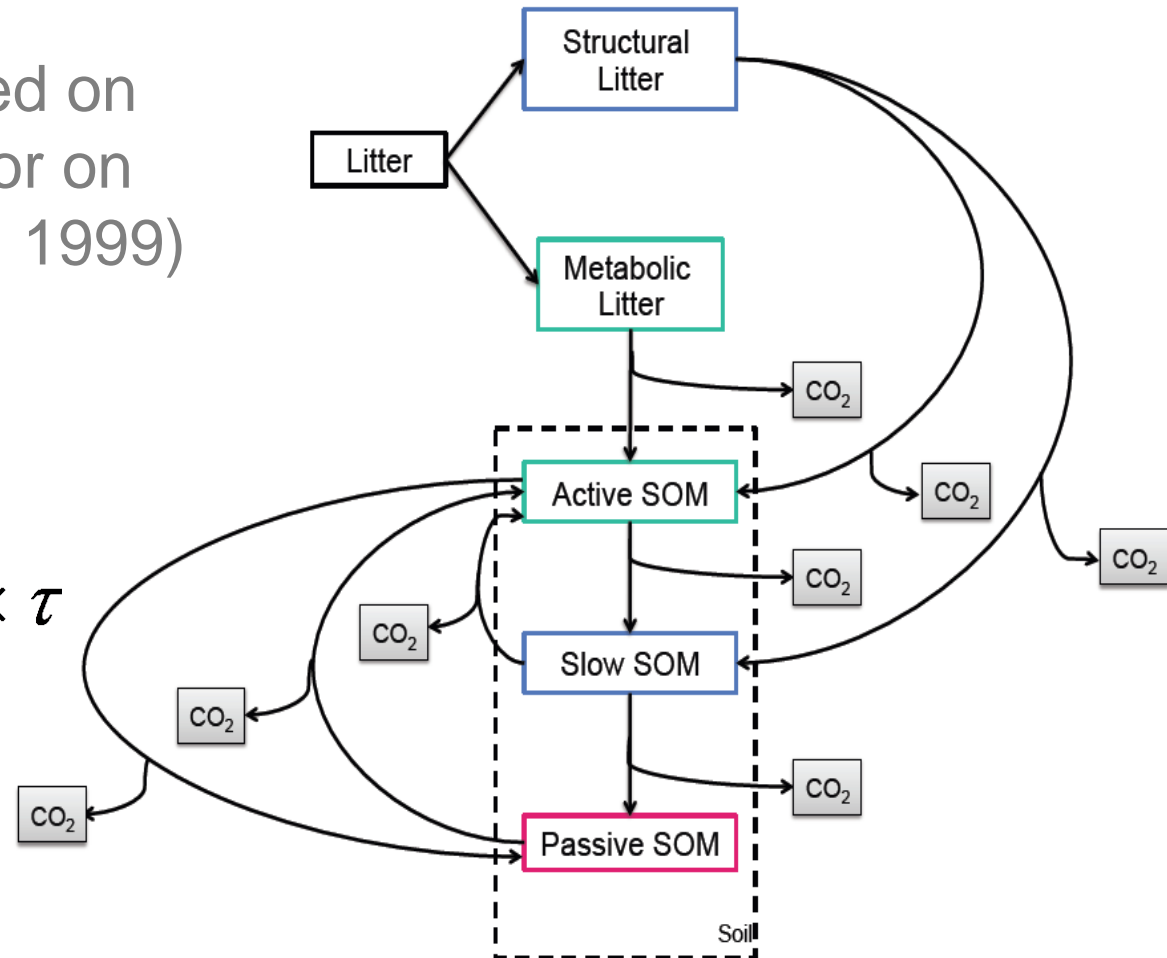 Structural
Litter
ed on
or on
1999)
Litter
Metabolic
Litter
CO₂
Active SOM
CO₂
CO₂
CO₂
CO₂
× τ
Slow SOM
CO₂
CO₂
CO₂
Passive SOM
Soil